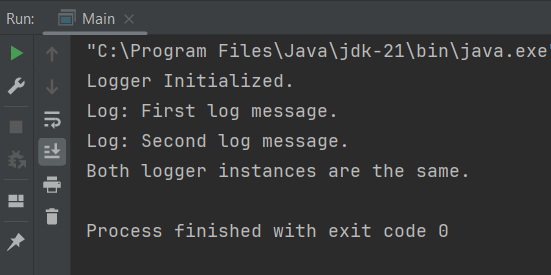 Run: Main
"C:\Program Files\Java\jdk-21\bin\java.exe"
Logger Initialized.
Log: First log message.
Log: Second log message.
Both logger instances are the same.
Process finished with exit code 0